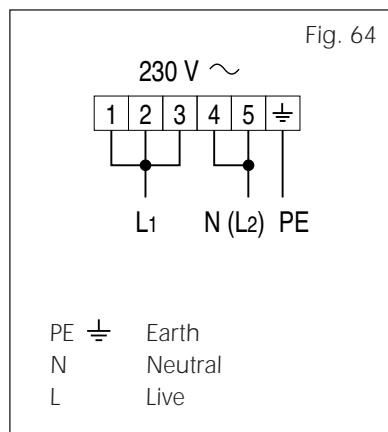 Fig. 64
230 V ~
1 2 3 4 5 ⏚
L1 N (L2) PE
PE ⏚ Earth
N Neutral
L Live